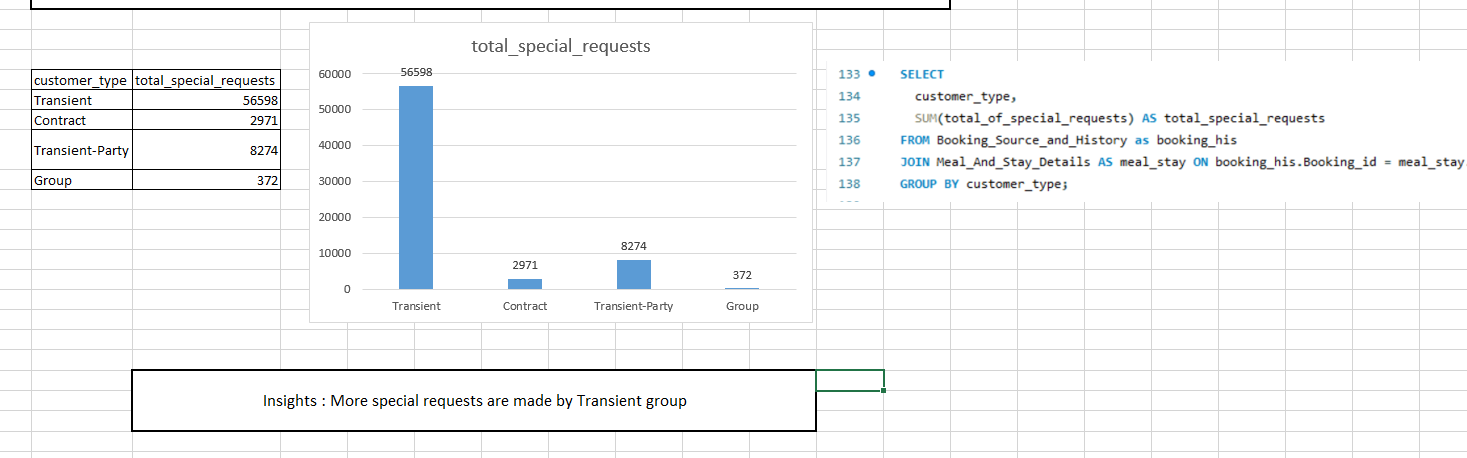 customer_type total_special_requests
Transient 56598
Contract 2971
Transient-Party 8274
Group 372
total_special_requests
60000
50000
40000
30000
20000
10000
0
56598
2971
8274
372
Transient Contract Transient-Party Group
133 SELECT
134 customer_type,
135 SUM(total_of_special_requests) AS total_special_requests
136 FROM Booking_Source_and_History as booking_his
137 JOIN Meal_And_Stay_Details AS meal_stay ON booking_his.Booking_id = meal_stay
138 GROUP BY customer_type;
Insights : More special requests are made by Transient group